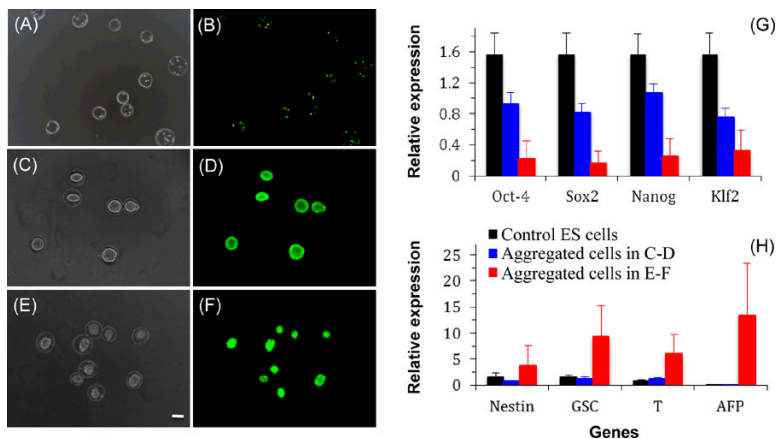 (A)
(B)
(C)
(D)
(E)
(F)
(G)
Relative expression
1.6
1.2
0.8
0.4
0
Oct-4 Sox2 Nanog Klf2
(H)
Control ES cells
Aggregated cells in C-D
Aggregated cells in E-F
Relative expression
25
20
15
10
5
0
Nestin GSC T AFP
Genes